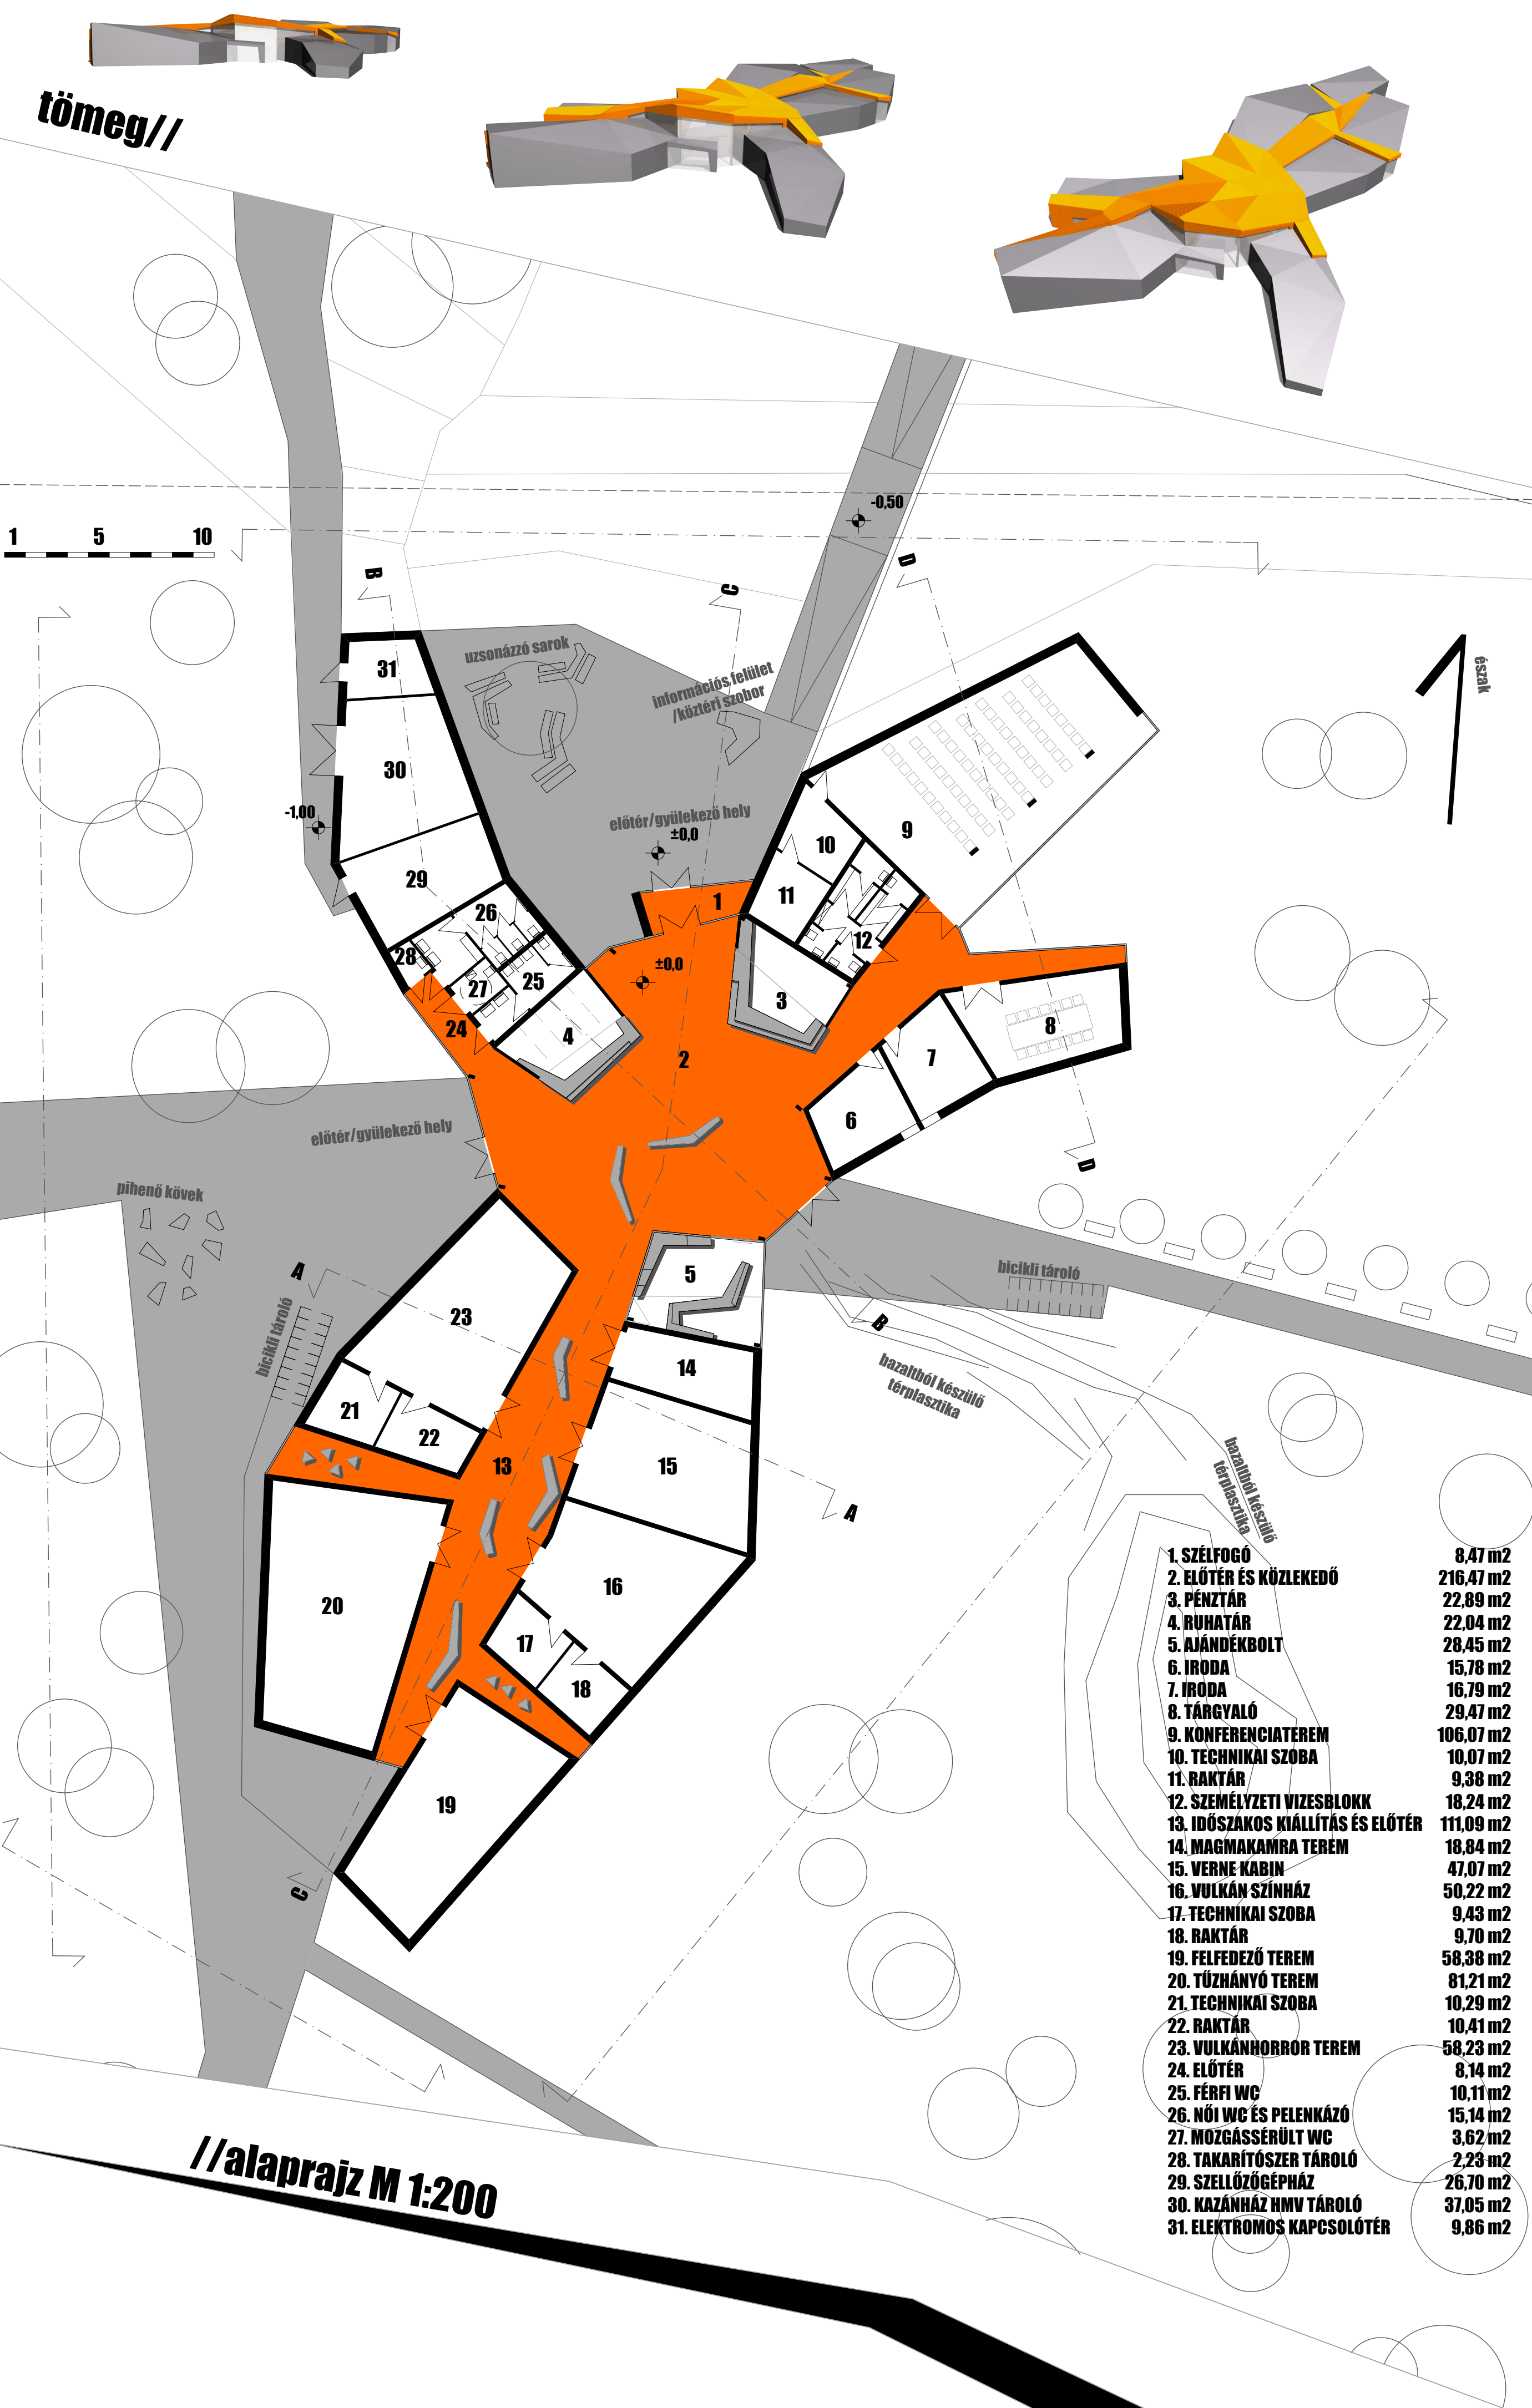 tömeg//
-0,50
1 5 10
B
C
D
észak
uzsonázzó sarok
információs felület
/köztéri szobor
31
30
előtér/gyülekező hely
±0,0
-1,00
9
10
29
11
1
26
12
28
25
±0,0
27
3
24
4
8
2
7
6
előtér/gyülekező hely
D
pihenő kövek
A
5
bicikli tároló
bicikli tároló
23
B
14
bazaltból készülő
térplasztika
21
22
13
15
A
bazaltból készülő
térplasztika
20
16
17
18
19
C
1. SZÉLFOGÓ 8,47 m2
2. ELŐTÉR ÉS KÖZLEKEDŐ 216,47 m2
3. PÉNZTÁR 22,89 m2
4. RUHATÁR 22,04 m2
5. AJÁNDÉKBOLT 28,45 m2
6. IRODA 15,78 m2
7. IRODA 16,79 m2
8. TÁRGYALÓ 29,47 m2
9. KONFERENCIATEREM 106,07 m2
10. TECHNIKAI SZOBA 10,07 m2
11. RAKTÁR 9,38 m2
12. SZEMÉLYZETI VIZESBLOKK 18,24 m2
13. IDŐSZAKOS KIÁLLÍTÁS ÉS ELŐTÉR 111,09 m2
14. MAGMAKAMRA TEREM 18,84 m2
15. VERNE KABIN 47,07 m2
16. VULKÁN SZÍNHÁZ 50,22 m2
17. TECHNIKAI SZOBA 9,43 m2
18. RAKTÁR 9,70 m2
19. FELFEDEZŐ TEREM 58,38 m2
20. TŰZHÁNYÓ TEREM 81,21 m2
21. TECHNIKAI SZOBA 10,29 m2
22. RAKTÁR 10,41 m2
23. VULKÁNHORROR TEREM 58,23 m2
24. ELŐTÉR 8,14 m2
25. FÉRFI WC 10,11 m2
26. NŐI WC ÉS PELENKÁZÓ 15,14 m2
27. MOZGÁSSÉRÜLT WC 3,62 m2
28. TAKARÍTÓSZER TÁROLÓ 2,23 m2
29. SZELLŐZŐGÉPHÁZ 26,70 m2
30. KAZÁNHÁZ HMV TÁROLÓ 37,05 m2
31. ELEKTROMOS KAPCSOLÓTÉR 9,86 m2
//alaprajz M 1:200